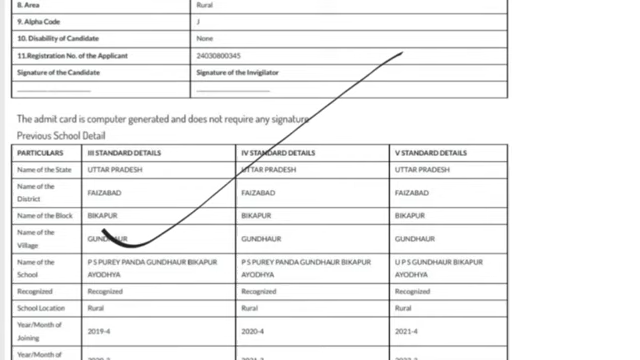 8. Area Rural
9. Alpha Code J
10. Disability of Candidate None
11.Registration No. of the Applicant 24030800345
Signature of the Candidate Signature of the Invigilator
The admit card is computer generated and does not require any signature
Previous School Detail
PARTICULARS III STANDARD DETAILS IV STANDARD DETAILS V STANDARD DETAILS
Name of the State UTTAR PRADESH UTTAR PRADESH UTTAR PRADESH
Name of the District FAIZABAD FAIZABAD FAIZABAD
Name of the Block BIKAPUR BIKAPUR BIKAPUR
Name of the Village GUNDHAUR GUNDHAUR GUNDHAUR
Name of the School P S PUREY PANDA GUNDHAUR BIKAPUR AYODHYA P S PUREY PANDA GUNDHAUR BIKAPUR AYODHYA U P S GUNDHAUR BIKAPUR AYODHYA
Recognized Recognized Recognized Recognized
School Location Rural Rural Rural
Year/Month of Joining 2019-4 2020-4 2021-4
Year/Month of